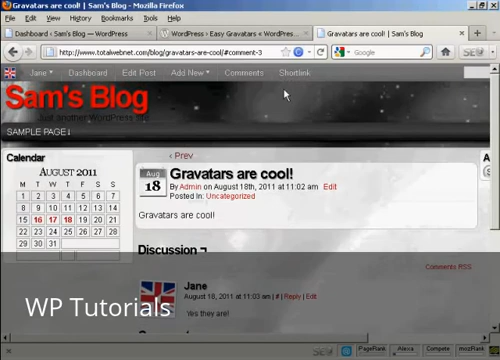 Gravatars are cool! | Sam's Blog - Mozilla Firefox
File Edit View History Bookmarks Tools Help
Dashboard ‹ Sam's Blog — WordPress
WordPress › Easy Gravatars « WordPres...
Gravatars are cool! | Sam's Blog
http://www.totalwebnet.com/blog/gravatars-are-cool/#comment-3
Google
Jane Dashboard Edit Post Add New Comments Shortlink
Sam's Blog
Just another WordPress site
SAMPLE PAGE↓
Calendar
AUGUST 2011
M T W T F S S
1 2 3 4 5 6 7
8 9 10 11 12 13 14
15 16 17 18 19 20 21
22 23 24 25 26 27 28
29 30 31
‹ Prev
Aug
18
Gravatars are cool!
By Admin on August 18th, 2011 at 11:02 am Edit
Posted In: Uncategorized
Gravatars are cool!
A
Discussion ¬
Comments RSS
Jane
August 18, 2011 at 11:03 am | # | Reply | Edit
Yes they are!
WP Tutorials
PageRank Alexa Compete mozRank